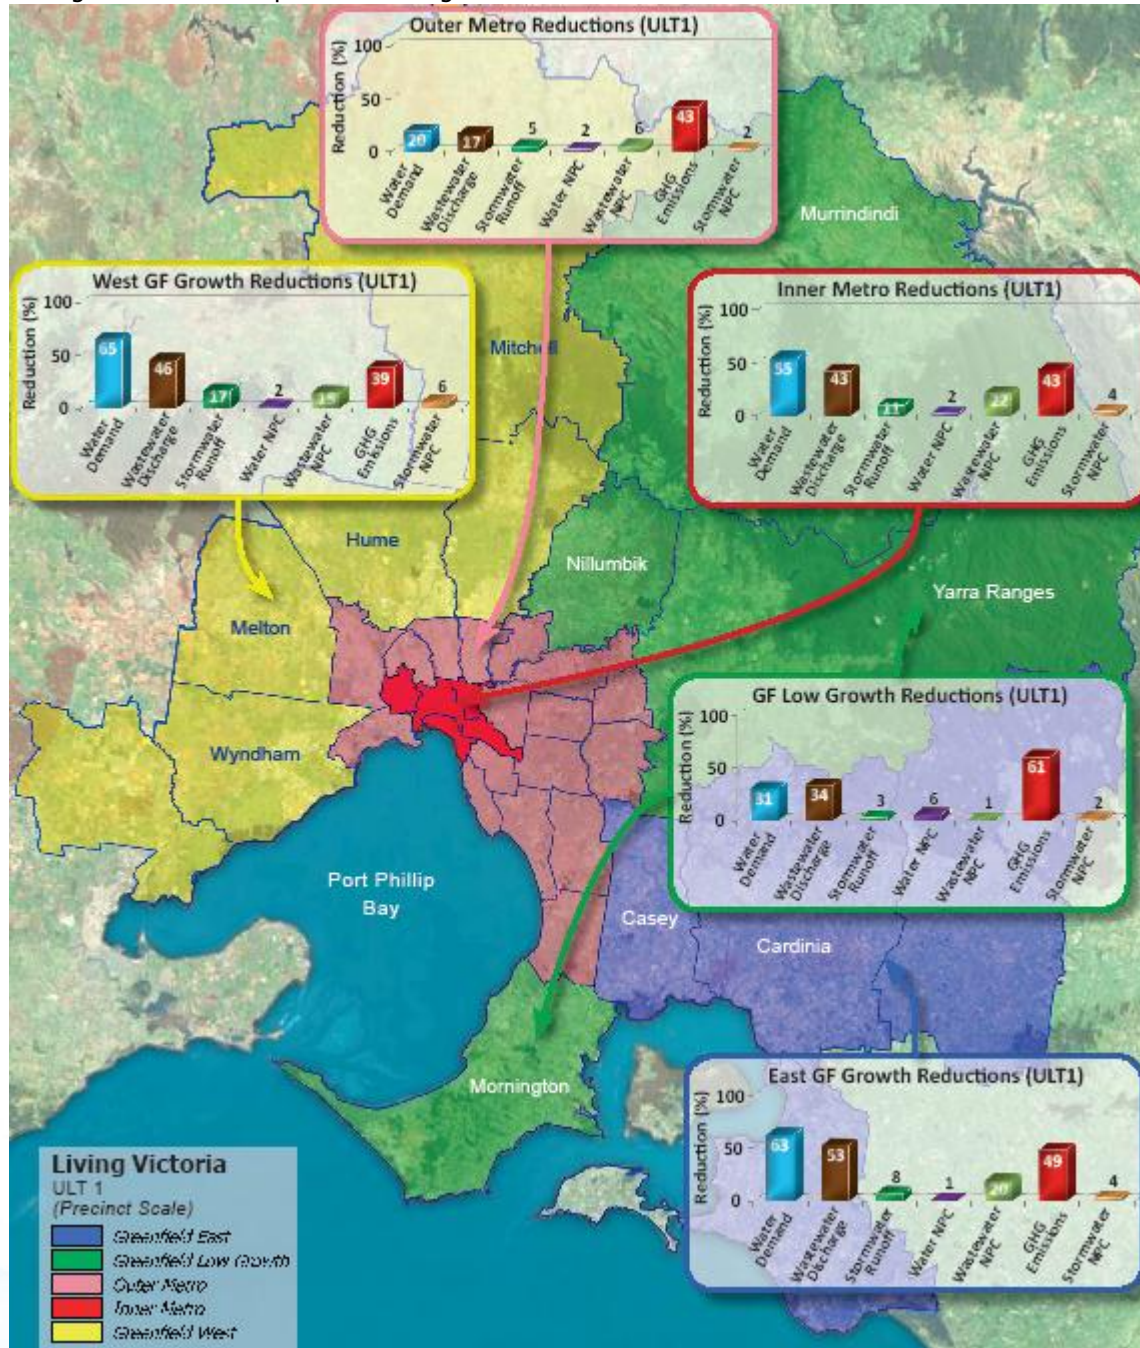 Outer Metro Reductions (ULT1)
Reduction (%)
100
50
0
20
17
5
2
6
43
2
Water Demand
Wastewater Discharge
Stormwater Runoff
Water NPC
Wastewater NPC
GHG Emissions
Stormwater NPC
Murrindindi
West GF Growth Reductions (ULT1)
Reduction (%)
100
50
0
65
46
17
2
15
39
6
Water Demand
Wastewater Discharge
Stormwater Runoff
Water NPC
Wastewater NPC
GHG Emissions
Stormwater NPC
Mitchell
Inner Metro Reductions (ULT1)
Reduction (%)
100
50
0
55
43
11
2
22
43
4
Water Demand
Wastewater Discharge
Stormwater Runoff
Water NPC
Wastewater NPC
GHG Emissions
Stormwater NPC
Hume
Nillumbik
Yarra Ranges
Melton
Wyndham
GF Low Growth Reductions (ULT1)
Reduction (%)
100
50
0
31
34
3
6
1
61
2
Water Demand
Wastewater Discharge
Stormwater Runoff
Water NPC
Wastewater NPC
GHG Emissions
Stormwater NPC
Port Phillip
Bay
Casey
Cardinia
Mornington
East GF Growth Reductions (ULT1)
Reduction (%)
100
50
0
63
53
8
1
20
49
4
Water Demand
Wastewater Discharge
Stormwater Runoff
Water NPC
Wastewater NPC
GHG Emissions
Stormwater NPC
Living Victoria
ULT 1
(Precinct Scale)
Greenfield East
Greenfield Low Growth
Outer Metro
Inner Metro
Greenfield West